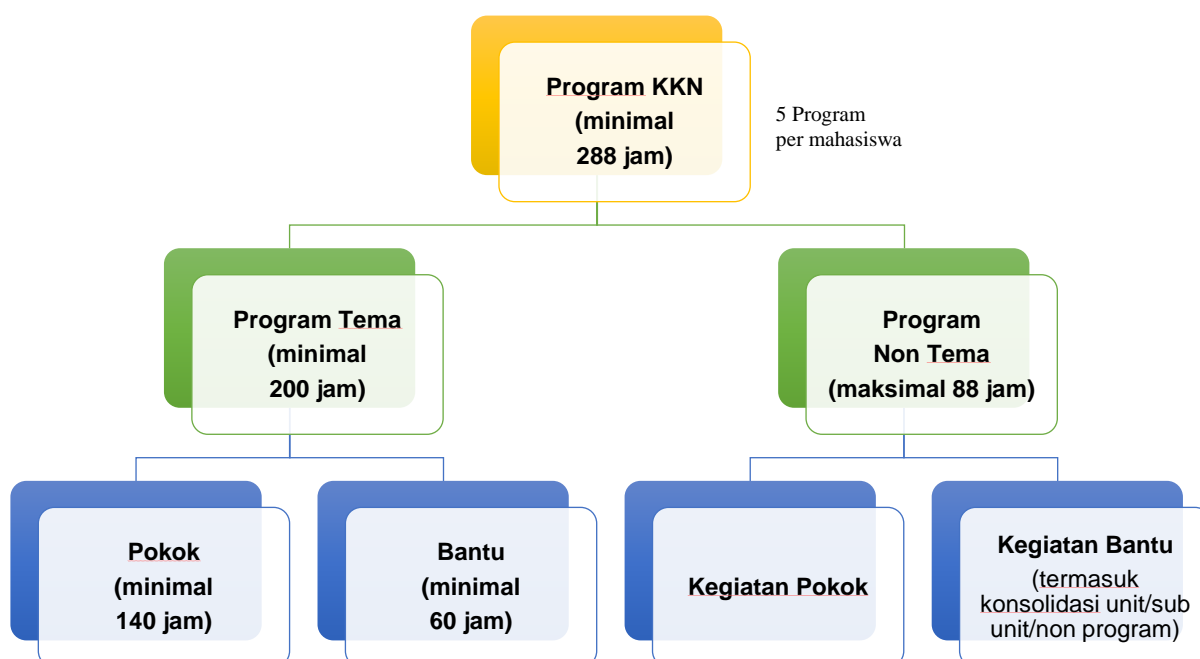 Program KKN
(minimal
288 jam)
5 Program
per mahasiswa
Program Tema
(minimal
200 jam)
Program
Non Tema
(maksimal 88 jam)
Pokok
(minimal
140 jam)
Bantu
(minimal
60 jam)
Kegiatan Pokok
Kegiatan Bantu
(termasuk
konsolidasi unit/sub
unit/non program)